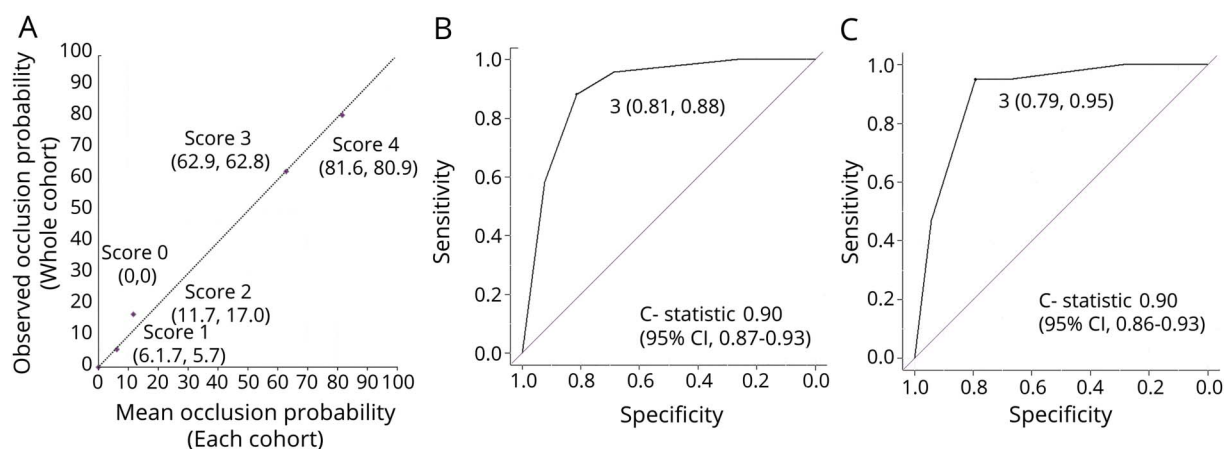 A
Observed occlusion probability
(Whole cohort)
100
90
80
70
60
50
40
30
20
10
0
Score 3
(62.9, 62.8)
Score 4
(81.6, 80.9)
Score 0
(0,0)
Score 2
(11.7, 17.0)
Score 1
(6.1.7, 5.7)
0 10 20 30 40 50 60 70 80 90 100
Mean occlusion probability
(Each cohort)
B
Sensitivity
1.0
0.8
0.6
0.4
0.2
0.0
3 (0.81, 0.88)
C- statistic 0.90
(95% CI, 0.87-0.93)
1.0 0.8 0.6 0.4 0.2 0.0
Specificity
C
Sensitivity
1.0
0.8
0.6
0.4
0.2
0.0
3 (0.79, 0.95)
C- statistic 0.90
(95% CI, 0.86-0.93)
1.0 0.8 0.6 0.4 0.2 0.0
Specificity